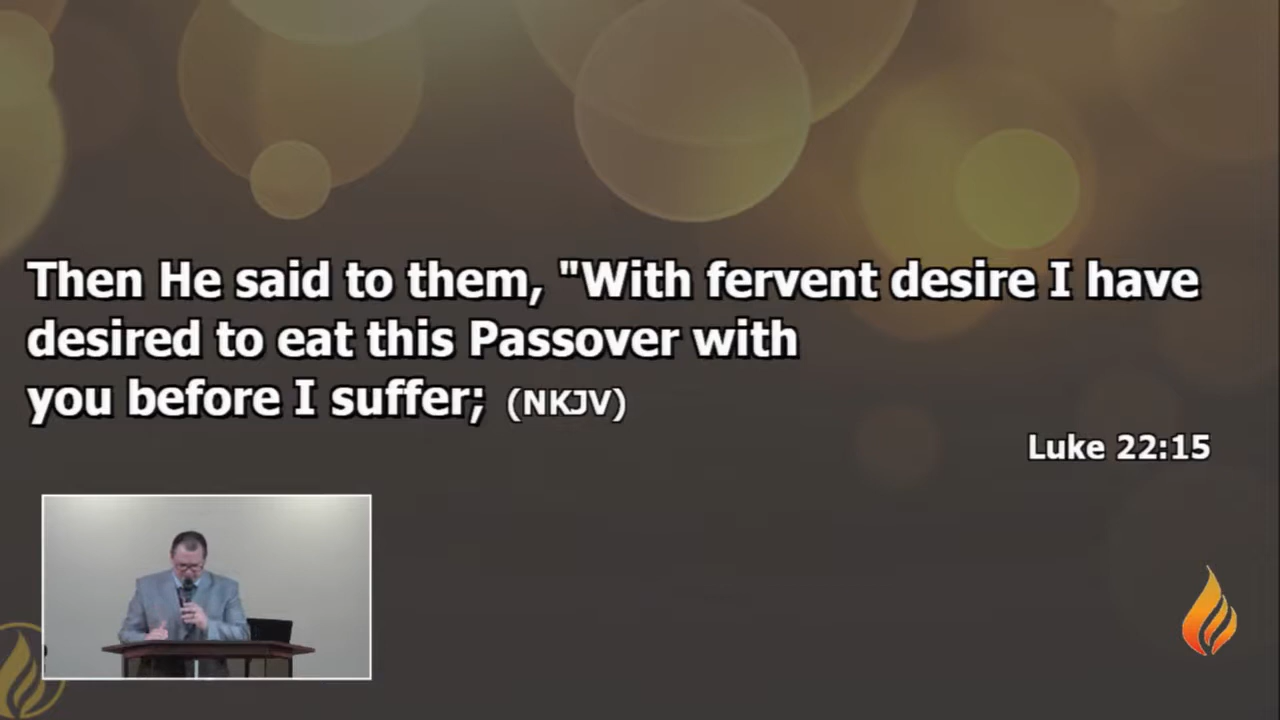 Then He said to them, "With fervent desire I have
desired to eat this Passover with
you before I suffer; (NKJV)
Luke 22:15